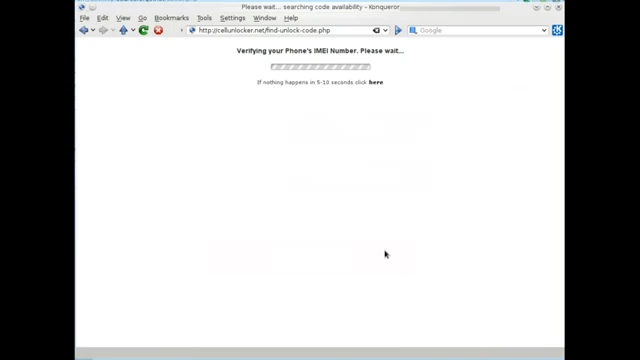 Please wait... searching code availability - Konqueror
File Edit View Go Bookmarks Tools Settings Window Help
http://cellunlocker.net/find-unlock-code.php
Google
Verifying your Phone's IMEI Number. Please wait...
If nothing happens in 5-10 seconds click here